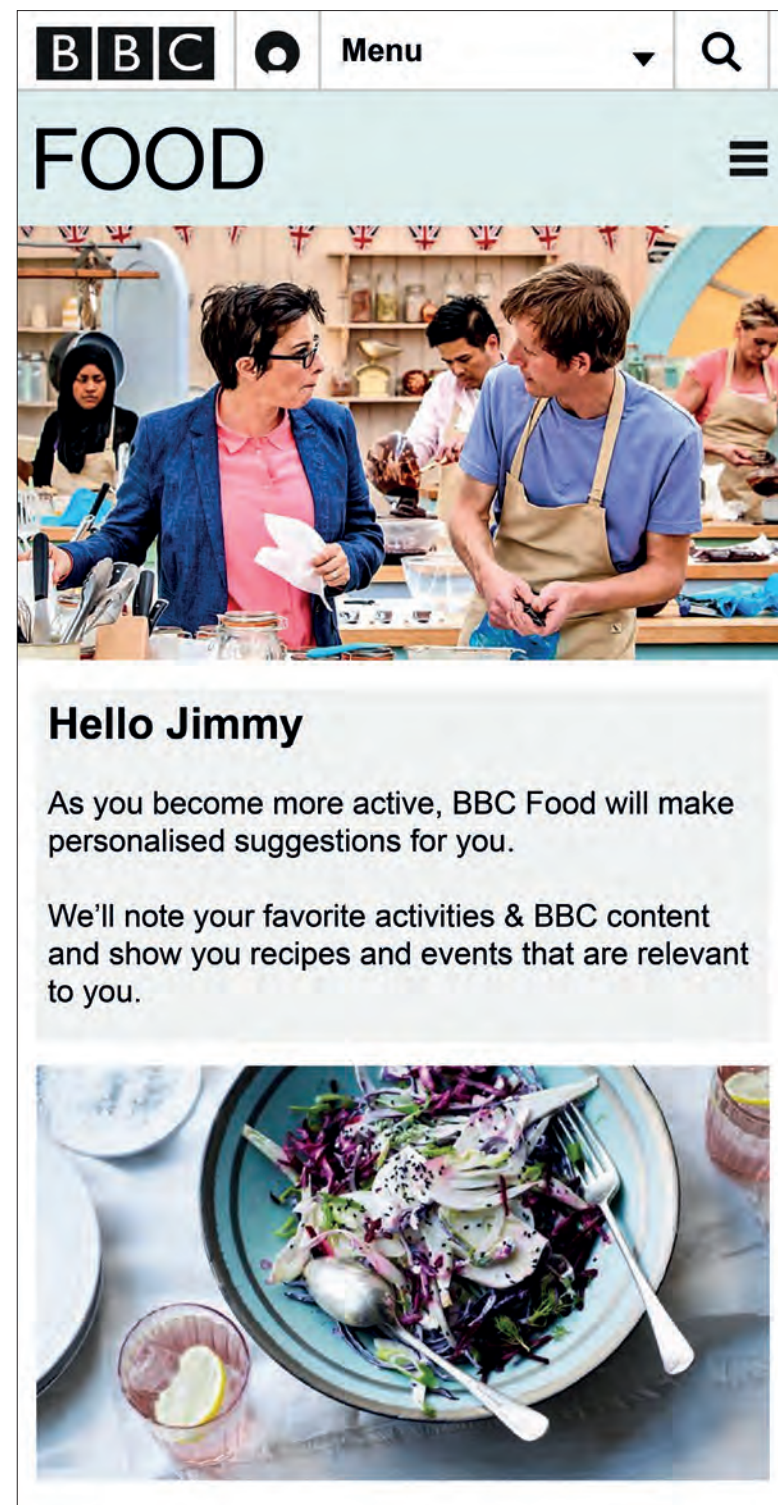 BBC
Menu
FOOD
Hello Jimmy
As you become more active, BBC Food will make
personalised suggestions for you.
We'll note your favorite activities & BBC content
and show you recipes and events that are relevant
to you.